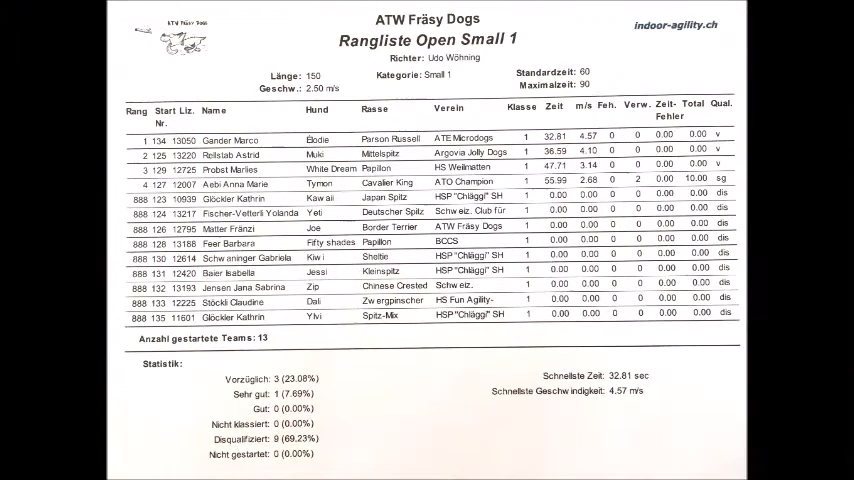 ATW Fräsy Dogs
ATW Fräsy Dogs
indoor-agility.ch
Rangliste Open Small 1
Richter: Udo Wöhning
Länge: 150 Kategorie: Small 1 Standardzeit: 60
Geschw.: 2.50 m/s Maximalzeit: 90
Rang Start Nr. Liz. Name Hund Rasse Verein Klasse Zeit m/s Feh. Verw. Zeit-Fehler Total Qual.
1 134 13050 Gander Marco Élodie Parson Russell ATE Microdogs 1 32.81 4.57 0 0 0.00 0.00 v
2 125 13220 Rellstab Astrid Muki Mittelspitz Argovia Jolly Dogs 1 36.59 4.10 0 0 0.00 0.00 v
3 129 12725 Probst Marlies White Dream Papillon HS Weilmatten 1 47.71 3.14 0 0 0.00 0.00 v
4 127 12007 Aebi Anna Marie Tymon Cavalier King ATO Champion 1 55.99 2.68 0 2 0.00 10.00 sg
888 123 10939 Glöckler Kathrin Kawaii Japan Spitz HSP "Chläggi" SH 1 0.00 0.00 0 0 0.00 0.00 dis
888 124 13217 Fischer-Vetterli Yolanda Yeti Deutscher Spitz Schweiz. Club für 1 0.00 0.00 0 0 0.00 0.00 dis
888 126 12795 Matter Fränzi Joe Border Terrier ATW Fräsy Dogs 1 0.00 0.00 0 0 0.00 0.00 dis
888 128 13188 Feer Barbara Fifty shades Papillon BCCS 1 0.00 0.00 0 0 0.00 0.00 dis
888 130 12614 Schwaninger Gabriela Kiwi Sheltie HSP "Chläggi" SH 1 0.00 0.00 0 0 0.00 0.00 dis
888 131 12420 Baier Isabella Jessi Kleinspitz HSP "Chläggi" SH 1 0.00 0.00 0 0 0.00 0.00 dis
888 132 13193 Jensen Jana Sabrina Zip Chinese Crested Schweiz. 1 0.00 0.00 0 0 0.00 0.00 dis
888 133 12225 Stöckli Claudine Dali Zwergpinscher HS Fun Agility- 1 0.00 0.00 0 0 0.00 0.00 dis
888 135 11601 Glöckler Kathrin Ylvi Spitz-Mix HSP "Chläggi" SH 1 0.00 0.00 0 0 0.00 0.00 dis
Anzahl gestartete Teams: 13
Statistik:
Vorzüglich: 3 (23.08%) Schnellste Zeit: 32.81 sec
Sehr gut: 1 (7.69%) Schnellste Geschwindigkeit: 4.57 m/s
Gut: 0 (0.00%)
Nicht klassiert: 0 (0.00%)
Disqualifiziert: 9 (69.23%)
Nicht gestartet: 0 (0.00%)